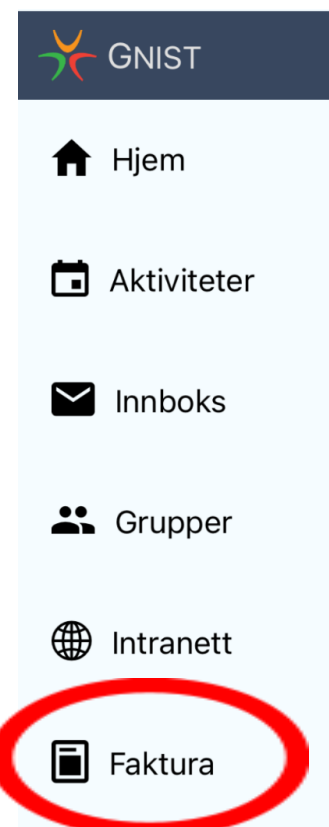 GNIST
Hjem
Aktiviteter
Innboks
Grupper
Intranett
Faktura